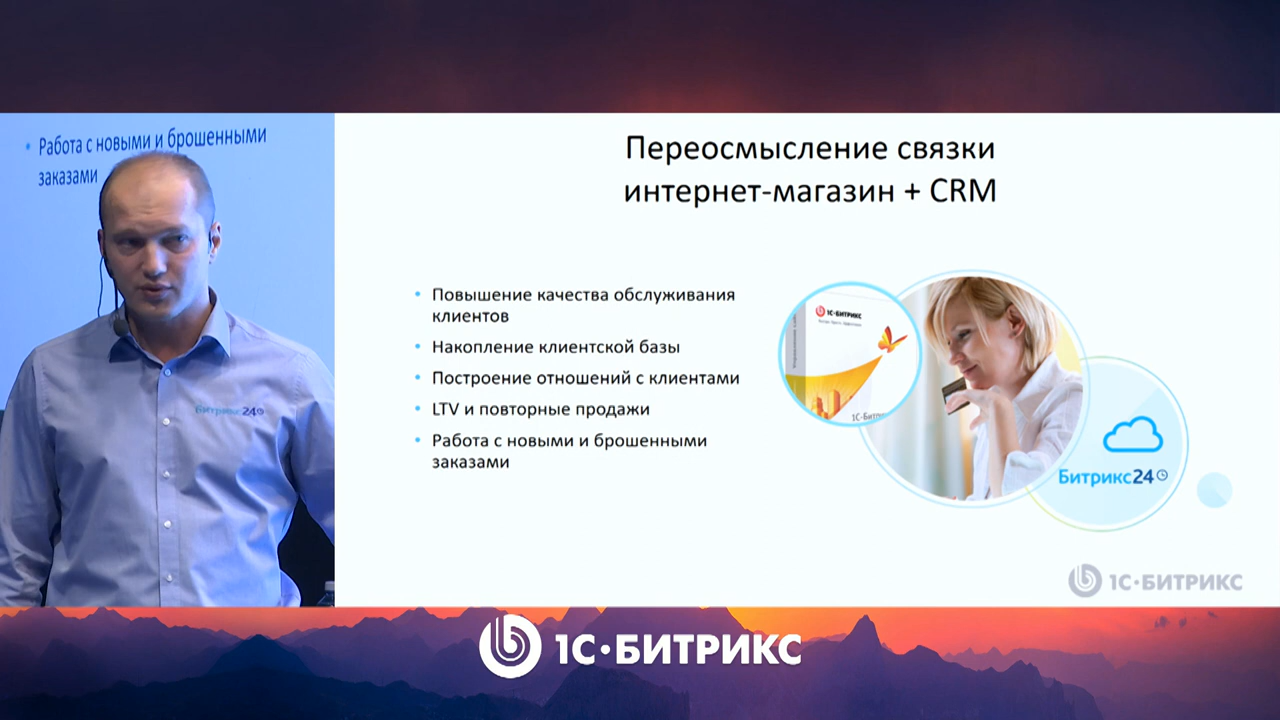 Работа с новыми и брошенными
заказами
Битрикс24
Переосмысление связки
интернет-магазин + CRM
• Повышение качества обслуживания
клиентов
• Накопление клиентской базы
• Построение отношений с клиентами
• LTV и повторные продажи
• Работа с новыми и брошенными
заказами
1С·БИТРИКС
Битрикс24
1С·БИТРИКС
1С·БИТРИКС